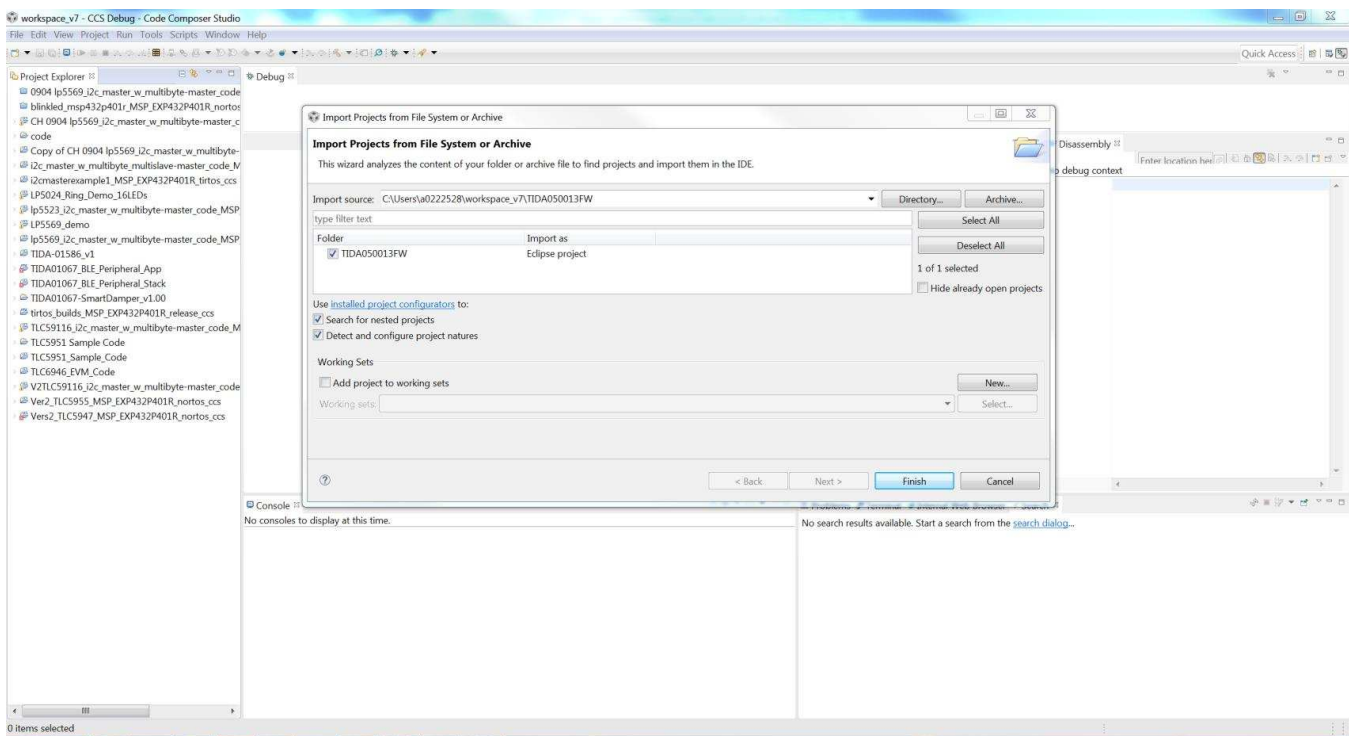 workspace_v7 - CCS Debug - Code Composer Studio
File Edit View Project Run Tools Scripts Window Help
Quick Access
Project Explorer
Debug
0904 lp5569_i2c_master_w_multibyte-master_code
blinkled_msp432p401r_MSP_EXP432P401R_nortos
CH 0904 lp5569_i2c_master_w_multibyte-master_c
code
Copy of CH 0904 lp5569_i2c_master_w_multibyte-
i2c_master_w_multibyte_multislave-master_code_M
i2cmasterexample1_MSP_EXP432P401R_tirtos_ccs
LP5024_Ring_Demo_16LEDs
lp5523_i2c_master_w_multibyte-master_code_MSP
LP5569_demo
lp5569_i2c_master_w_multibyte-master_code_MSP
TIDA-01586_v1
TIDA01067_BLE_Peripheral_App
TIDA01067_BLE_Peripheral_Stack
TIDA01067-SmartDamper_v1.00
tirtos_builds_MSP_EXP432P401R_release_ccs
TLC59116_i2c_master_w_multibyte-master_code_M
TLC5951 Sample Code
TLC5951_Sample_Code
TLC6946_EVM_Code
V2TLC59116_i2c_master_w_multibyte-master_code
Ver2_TLC5955_MSP_EXP432P401R_nortos_ccs
Vers2_TLC5947_MSP_EXP432P401R_nortos_ccs
Import Projects from File System or Archive
Import Projects from File System or Archive
This wizard analyzes the content of your folder or archive file to find projects and import them in the IDE.
Import source: C:\Users\a0222528\workspace_v7\TIDA050013FW Directory... Archive...
type filter text Select All
Folder Import as
Deselect All
TIDA050013FW Eclipse project
1 of 1 selected
Hide already open projects
Use installed project configurators to:
Search for nested projects
Detect and configure project natures
Working Sets
Add project to working sets New...
Working sets: Select...
? < Back Next > Finish Cancel
Disassembly
Enter location her
debug context
Console
No consoles to display at this time.
Problems Terminal Internal Web Browser Search
No search results available. Start a search from the search dialog...
0 items selected